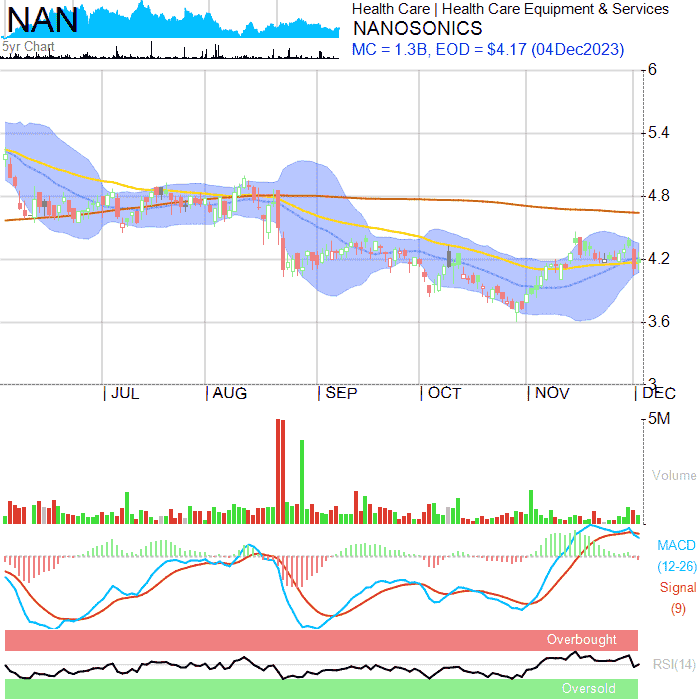 NAN
5yr Chart
Health Care | Health Care Equipment & Services
NANOSONICS
MC = 1.3B, EOD = $4.17 (04Dec2023)
6
5.4
4.8
4.2
3.6
3
JUL AUG SEP OCT NOV DEC
5M
Volume
MACD
(12-26)
Signal
(9)
Overbought
RSI(14)
Oversold